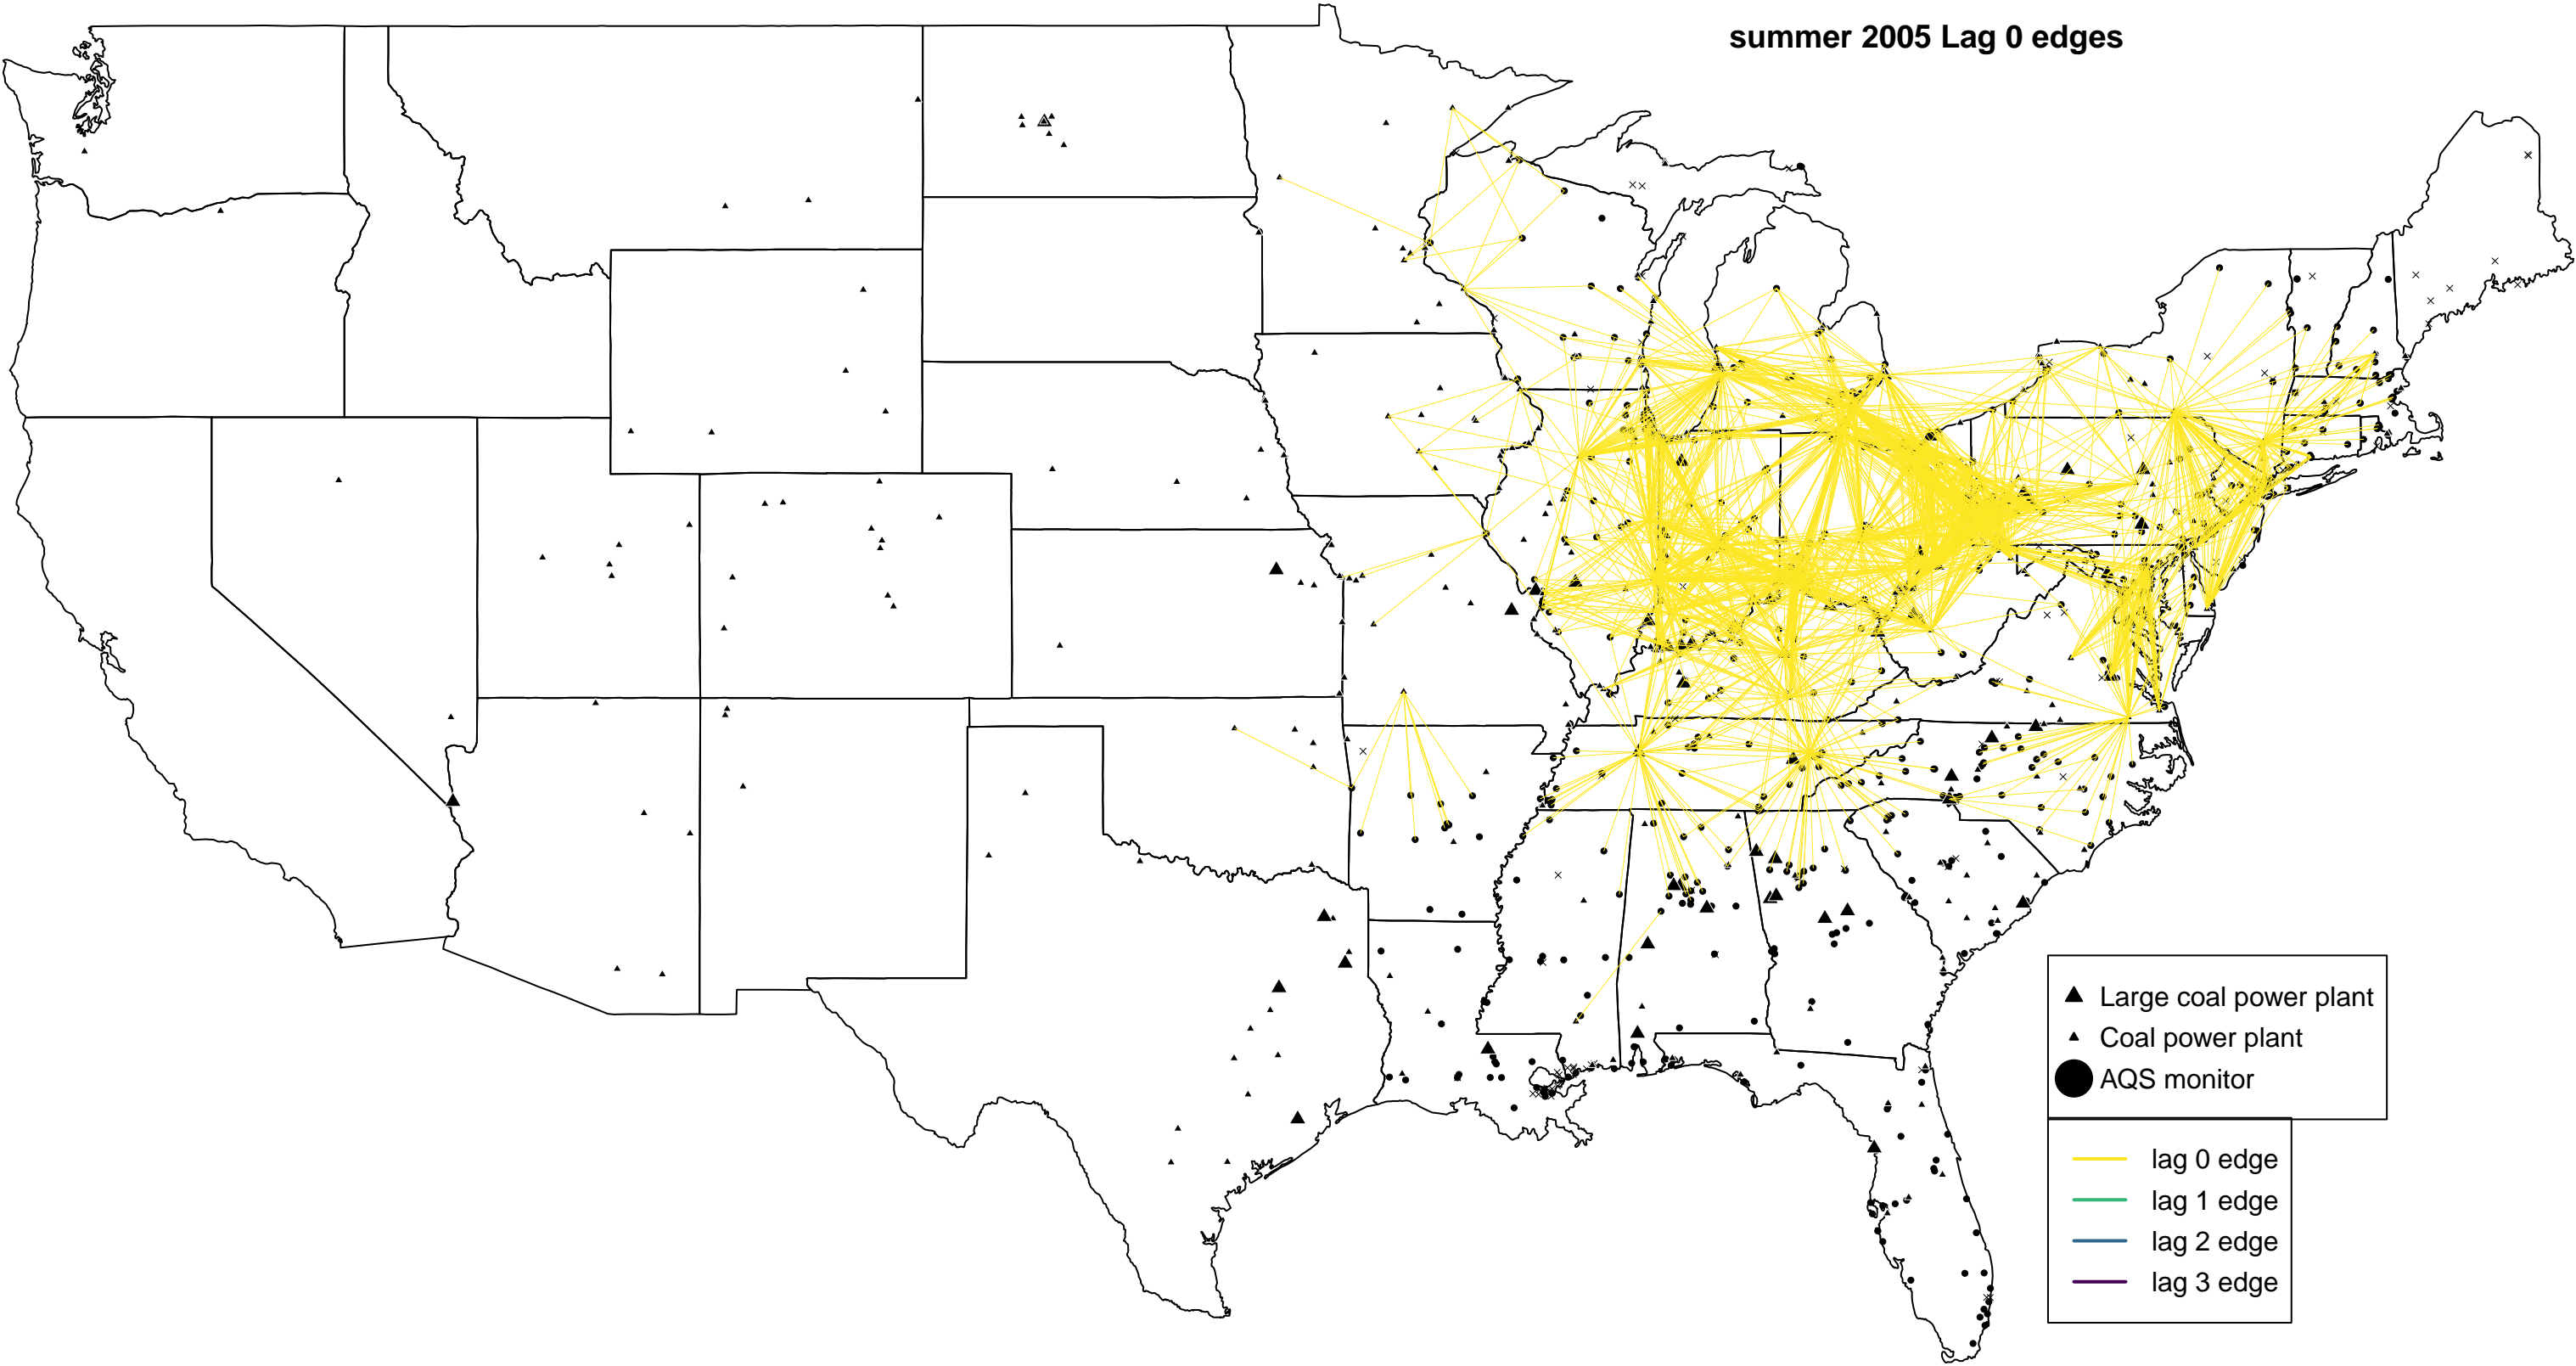 summer 2005 Lag 0 edges
Large coal power plant
Coal power plant
AQS monitor
lag 0 edge
lag 1 edge
lag 2 edge
lag 3 edge